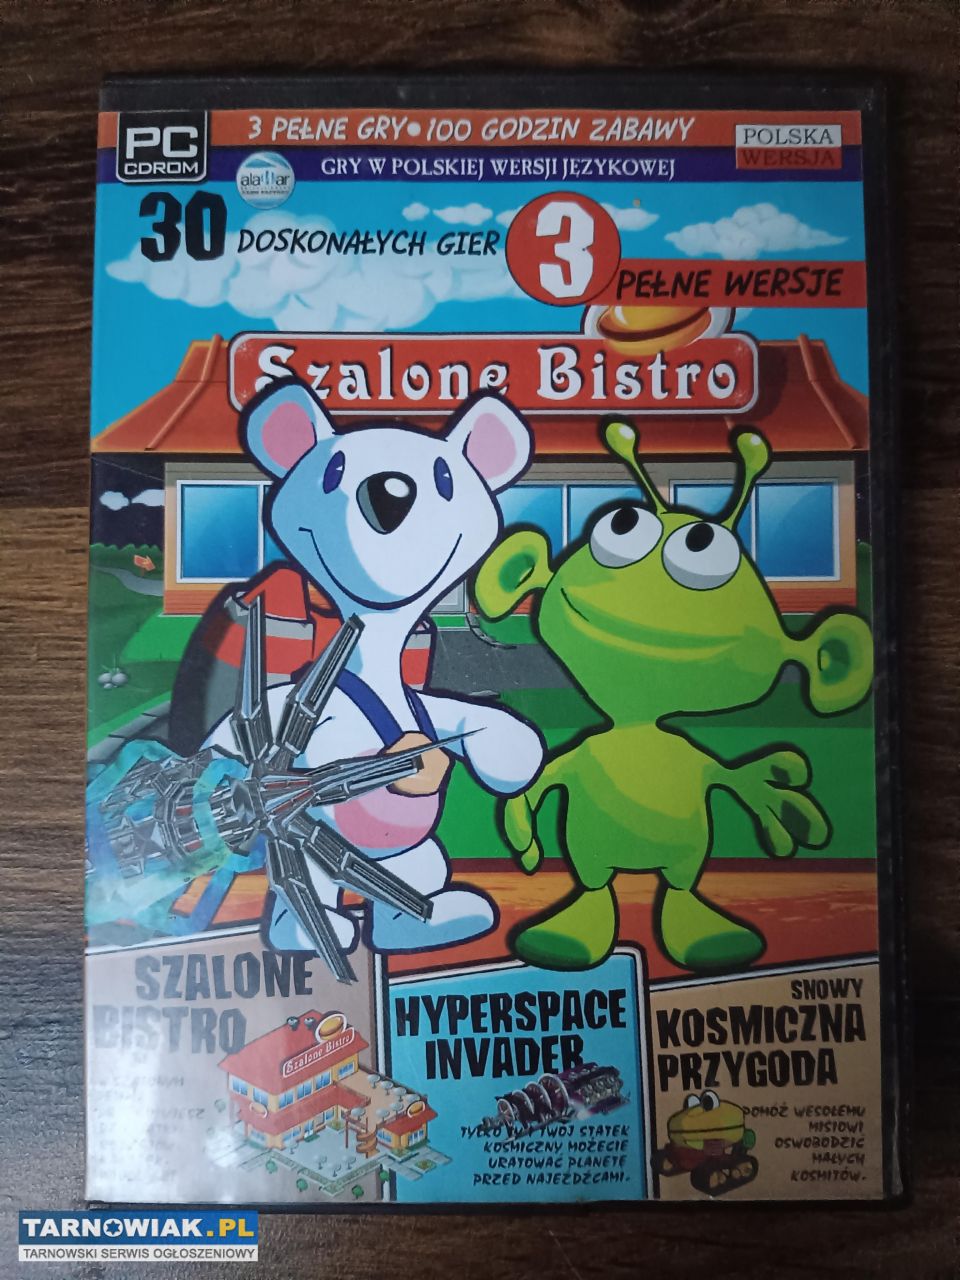 PC
CDROM
3 PEŁNE GRY • 100 GODZIN ZABAWY
GRY W POLSKIEJ WERSJI JĘZYKOWEJ
POLSKA
WERSJA
alawar
30 DOSKONAŁYCH GIER
3 PEŁNE WERSJE
Szalone Bistro
SZALONE
BISTRO
Szalone Bistro
HYPERSPACE
INVADER
TYLKO TY I TWÓJ STATEK
KOSMICZNY MOŻECIE
URATOWAĆ PLANETE
PRZED NAJEŹDŹCAMI.
SNOWY
KOSMICZNA
PRZYGODA
POMÓŻ WESOŁEMU
MISIOWI
OSWOBODZIĆ
MAŁYCH
KOSMITÓW.
TARNOWIAK.PL
TARNOWSKI SERWIS OGŁOSZENIOWY